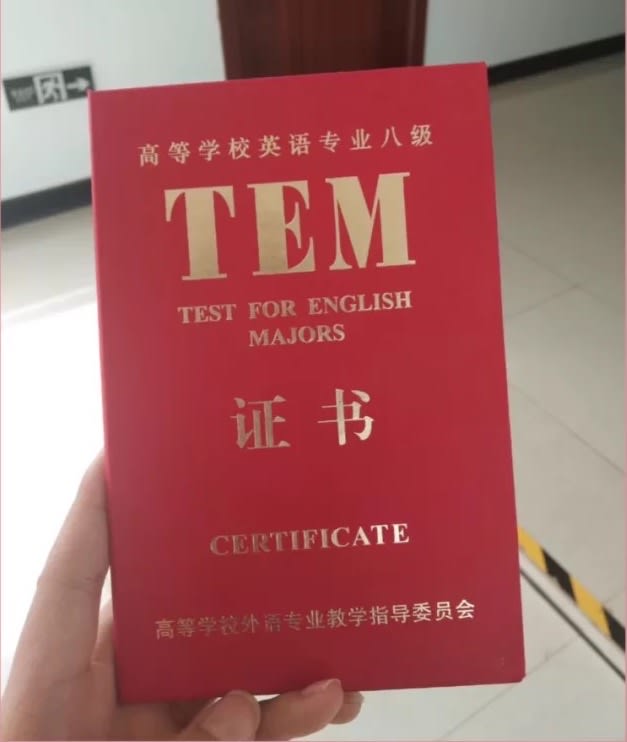 高等学校英语专业八级
TEM
TEST FOR ENGLISH
MAJORS
证书
CERTIFICATE
高等学校外语专业教学指导委员会